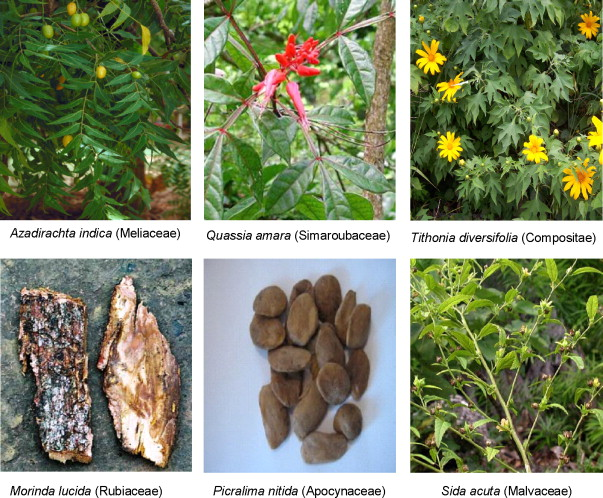 Azadirachta indica (Meliaceae)
Quassia amara (Simaroubaceae)
Tithonia diversifolia (Compositae)
Morinda lucida (Rubiaceae)
Picralima nitida (Apocynaceae)
Sida acuta (Malvaceae)